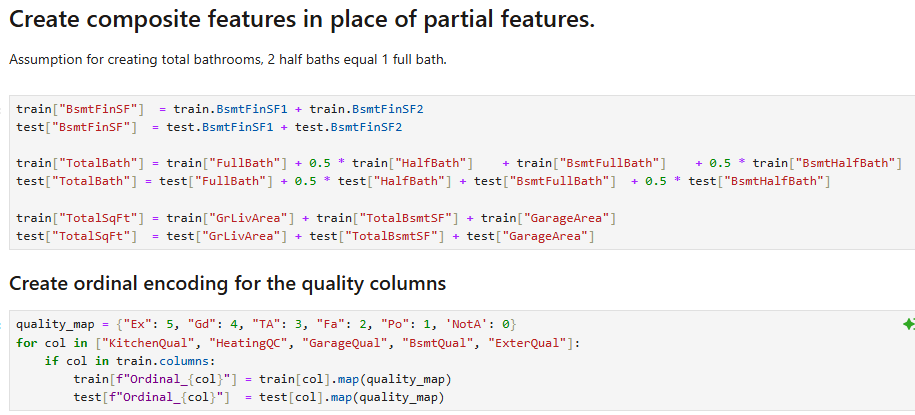 Create composite features in place of partial features.
Assumption for creating total bathrooms, 2 half baths equal 1 full bath.
train["BsmtFinSF"]  = train.BsmtFinSF1 + train.BsmtFinSF2
test["BsmtFinSF"]  = test.BsmtFinSF1 + test.BsmtFinSF2
train["TotalBath"] = train["FullBath"] + 0.5 * train["HalfBath"]    + train["BsmtFullBath"]    + 0.5 * train["BsmtHalfBath"]
test["TotalBath"] = test["FullBath"] + 0.5 * test["HalfBath"] + test["BsmtFullBath"]  + 0.5 * test["BsmtHalfBath"]
train["TotalSqFt"] = train["GrLivArea"] + train["TotalBsmtSF"] + train["GarageArea"]
test["TotalSqFt"]  = test["GrLivArea"] + test["TotalBsmtSF"] + test["GarageArea"]
Create ordinal encoding for the quality columns
quality_map = {"Ex": 5, "Gd": 4, "TA": 3, "Fa": 2, "Po": 1, 'NotA': 0}
for col in ["KitchenQual", "HeatingQC", "GarageQual", "BsmtQual", "ExterQual"]:
    if col in train.columns:
        train[f"Ordinal_{col}"] = train[col].map(quality_map)
        test[f"Ordinal_{col}"]  = test[col].map(quality_map)